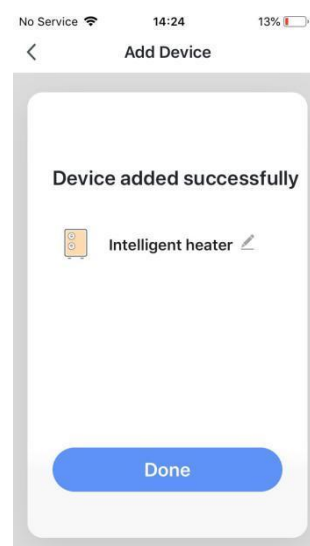 No Service 14:24 13%
Add Device
Device added successfully
Intelligent heater
Done